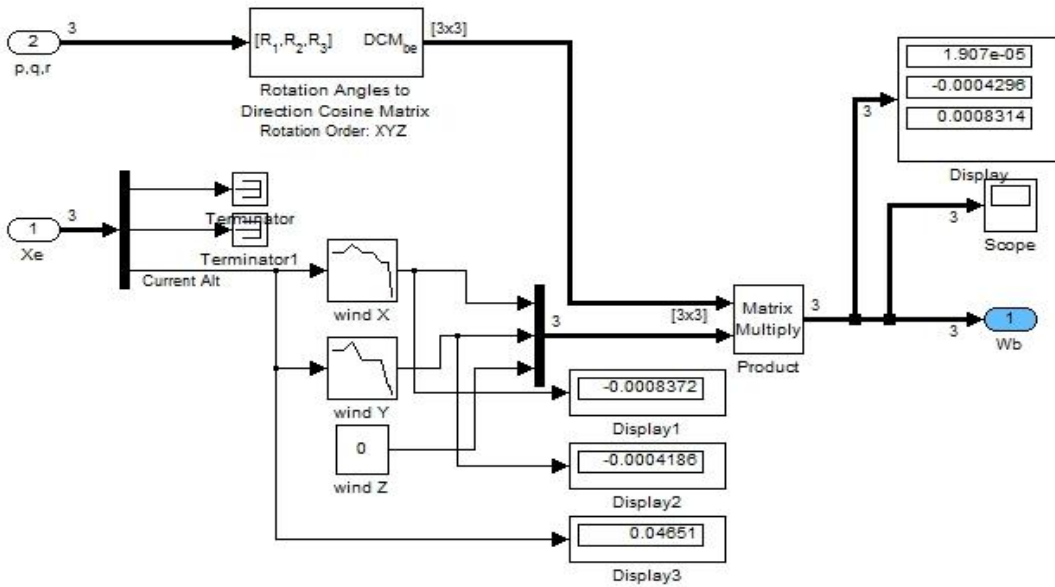 3
2
p,q,r
[R1,R2,R3]
DCMbe
[3x3]
Rotation Angles to
Direction Cosine Matrix
Rotation Order: XYZ
1.907e-05
-0.0004296
0.0008314
3
Display
3
1
Xe
Terminator
Terminator1
Current Alt
3
Scope
wind X
3
[3x3]
Matrix
Multiply
3
Product
3
1
Wb
wind Y
-0.0008372
Display1
0
wind Z
-0.0004186
Display2
0.04651
Display3